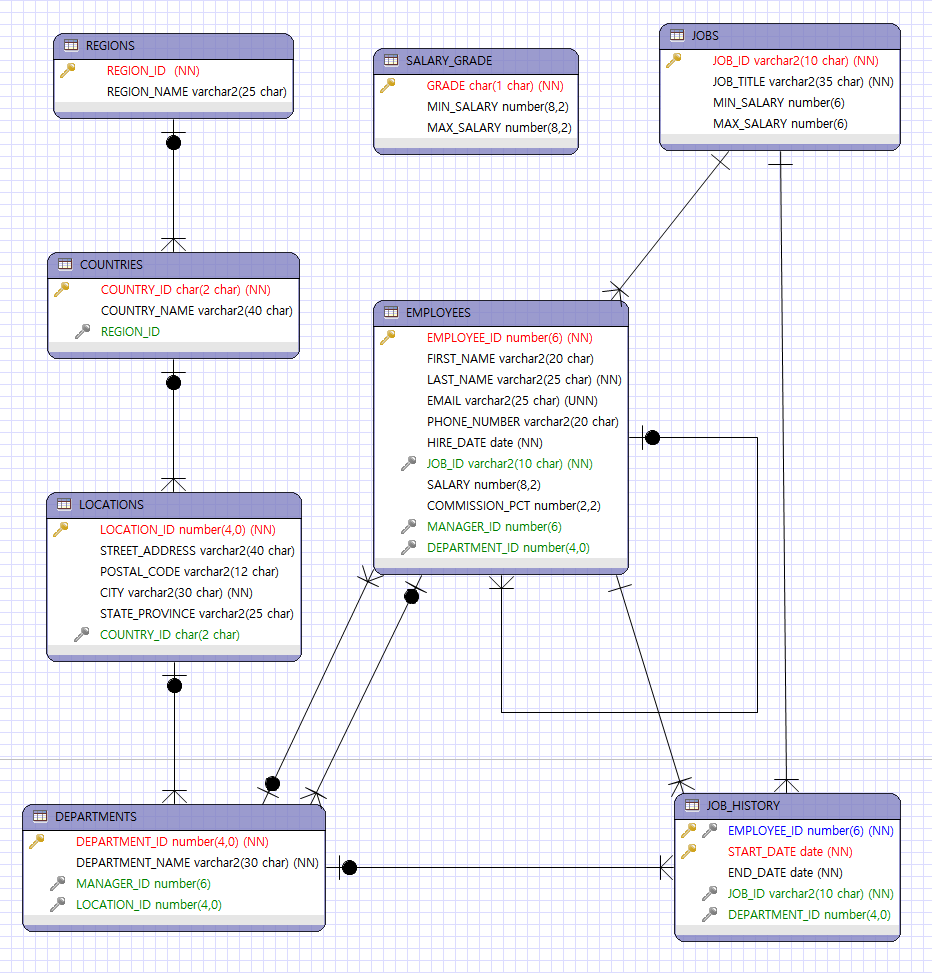 REGIONS
REGION_ID (NN)
REGION_NAME varchar2(25 char)
SALARY_GRADE
GRADE char(1 char) (NN)
MIN_SALARY number(8,2)
MAX_SALARY number(8,2)
JOBS
JOB_ID varchar2(10 char) (NN)
JOB_TITLE varchar2(35 char) (NN)
MIN_SALARY number(6)
MAX_SALARY number(6)
COUNTRIES
COUNTRY_ID char(2 char) (NN)
COUNTRY_NAME varchar2(40 char)
REGION_ID
EMPLOYEES
EMPLOYEE_ID number(6) (NN)
FIRST_NAME varchar2(20 char)
LAST_NAME varchar2(25 char) (NN)
EMAIL varchar2(25 char) (UNN)
PHONE_NUMBER varchar2(20 char)
HIRE_DATE date (NN)
JOB_ID varchar2(10 char) (NN)
SALARY number(8,2)
COMMISSION_PCT number(2,2)
MANAGER_ID number(6)
DEPARTMENT_ID number(4,0)
LOCATIONS
LOCATION_ID number(4,0) (NN)
STREET_ADDRESS varchar2(40 char)
POSTAL_CODE varchar2(12 char)
CITY varchar2(30 char) (NN)
STATE_PROVINCE varchar2(25 char)
COUNTRY_ID char(2 char)
DEPARTMENTS
DEPARTMENT_ID number(4,0) (NN)
DEPARTMENT_NAME varchar2(30 char) (NN)
MANAGER_ID number(6)
LOCATION_ID number(4,0)
JOB_HISTORY
EMPLOYEE_ID number(6) (NN)
START_DATE date (NN)
END_DATE date (NN)
JOB_ID varchar2(10 char) (NN)
DEPARTMENT_ID number(4,0)